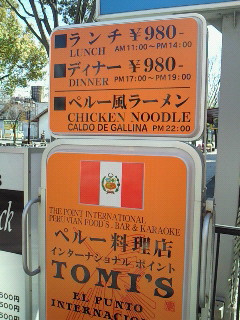 ■ランチ ¥980-
LUNCH AM11:00〜PM14:00
■ディナー ¥980-
DINNER PM17:00〜PM19:00
■ペルー風ラーメン
CHICKEN NOODLE
CALDO DE GALLINA PM22:00
THE POINT INTERNATIONAL
PERUVIAN FOOD'S, BAR & KARAOKE
ペルー料理店
インターナショナル ポイント
TOMI'S
EL PUNTO
INTERNACION